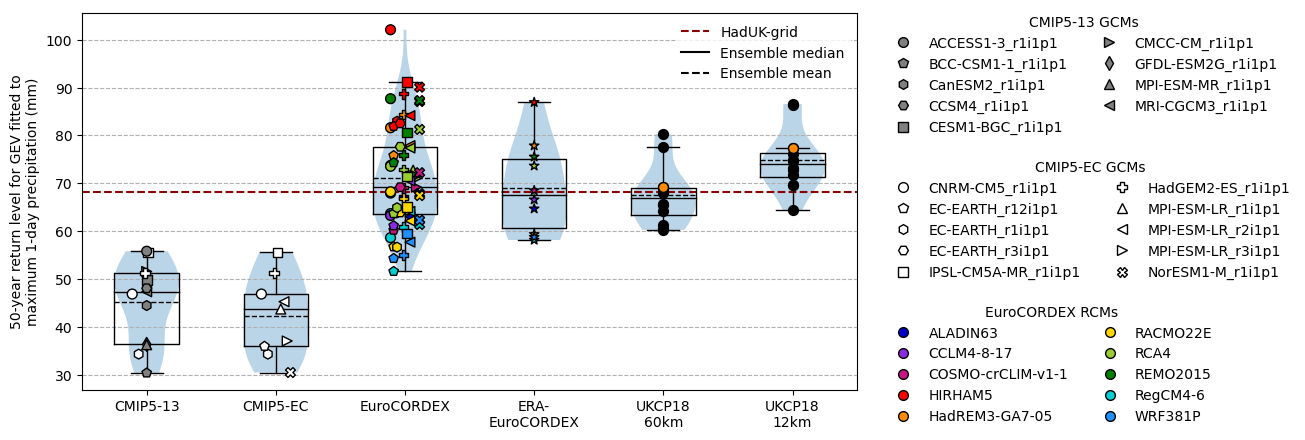 50-year return level for GEV fitted to
maximum 1-day precipitation (mm)
100
90
80
70
60
50
40
30
HadUK-grid
Ensemble median
Ensemble mean
CMIP5-13
CMIP5-EC
EuroCORDEX
ERA-
EuroCORDEX
UKCP18
60km
UKCP18
12km
CMIP5-13 GCMs
ACCESS1-3_r1i1p1
BCC-CSM1-1_r1i1p1
CanESM2_r1i1p1
CCSM4_r1i1p1
CESM1-BGC_r1i1p1
CMCC-CM_r1i1p1
GFDL-ESM2G_r1i1p1
MPI-ESM-MR_r1i1p1
MRI-CGCM3_r1i1p1
CMIP5-EC GCMs
CNRM-CM5_r1i1p1
EC-EARTH_r12i1p1
EC-EARTH_r1i1p1
EC-EARTH_r3i1p1
IPSL-CM5A-MR_r1i1p1
HadGEM2-ES_r1i1p1
MPI-ESM-LR_r1i1p1
MPI-ESM-LR_r2i1p1
MPI-ESM-LR_r3i1p1
NorESM1-M_r1i1p1
EuroCORDEX RCMs
ALADIN63
CCLM4-8-17
COSMO-crCLIM-v1-1
HIRHAM5
HadREM3-GA7-05
RACMO22E
RCA4
REMO2015
RegCM4-6
WRF381P